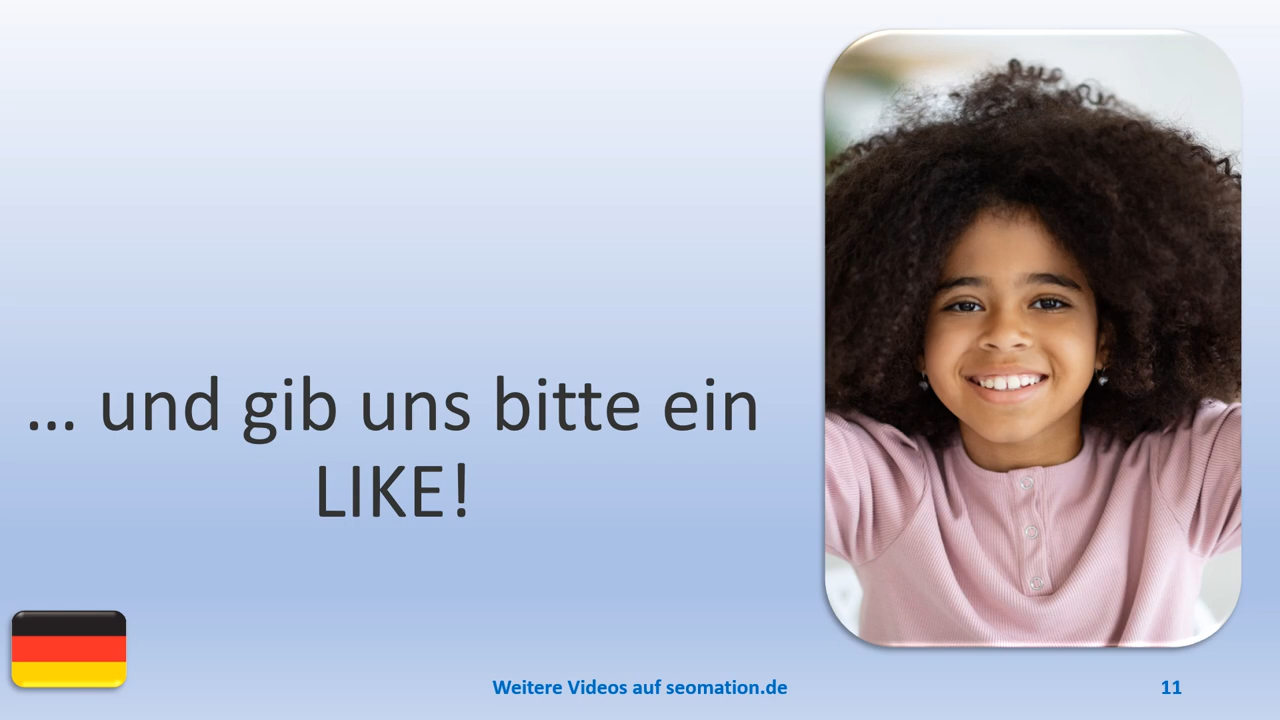 ... und gib uns bitte ein
LIKE!
Weitere Videos auf seomation.de
11